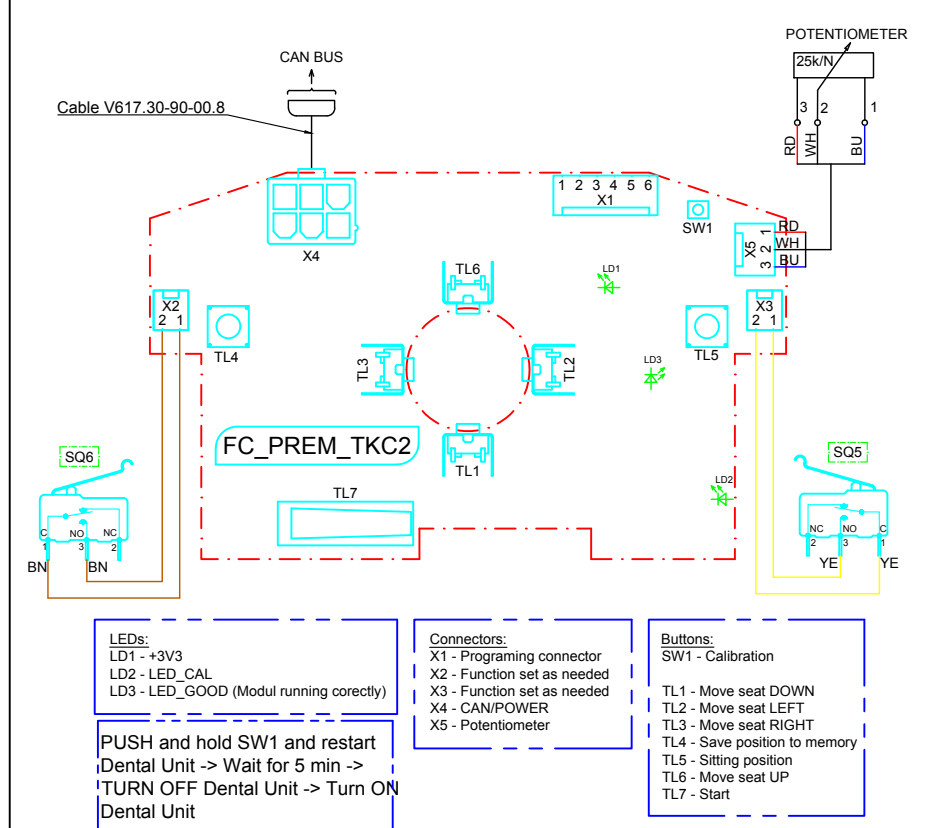 POTENTIOMETER
CAN BUS
25k/N
Cable V617.30-90-00.8
3 2 1
RD WH BU
1 2 3 4 5 6
X1
SW1
X4
X5
1 2 3
RD
WH
BU
TL6
LD1
X2
2 1
TL4
TL3
TL2
TL5
X3
2 1
LD3
FC_PREM_TKC2
TL1
SQ6
SQ5
LD2
TL7
C NO NC
1 3 2
BN BN
NC NO C
2 3 1
YE YE
LEDs:
LD1 - +3V3
LD2 - LED_CAL
LD3 - LED_GOOD (Modul running corectly)
Connectors:
X1 - Programing connector
X2 - Function set as needed
X3 - Function set as needed
X4 - CAN/POWER
X5 - Potentiometer
Buttons:
SW1 - Calibration
TL1 - Move seat DOWN
TL2 - Move seat LEFT
TL3 - Move seat RIGHT
TL4 - Save position to memory
TL5 - Sitting position
TL6 - Move seat UP
TL7 - Start
PUSH and hold SW1 and restart
Dental Unit -> Wait for 5 min ->
TURN OFF Dental Unit -> Turn ON
Dental Unit